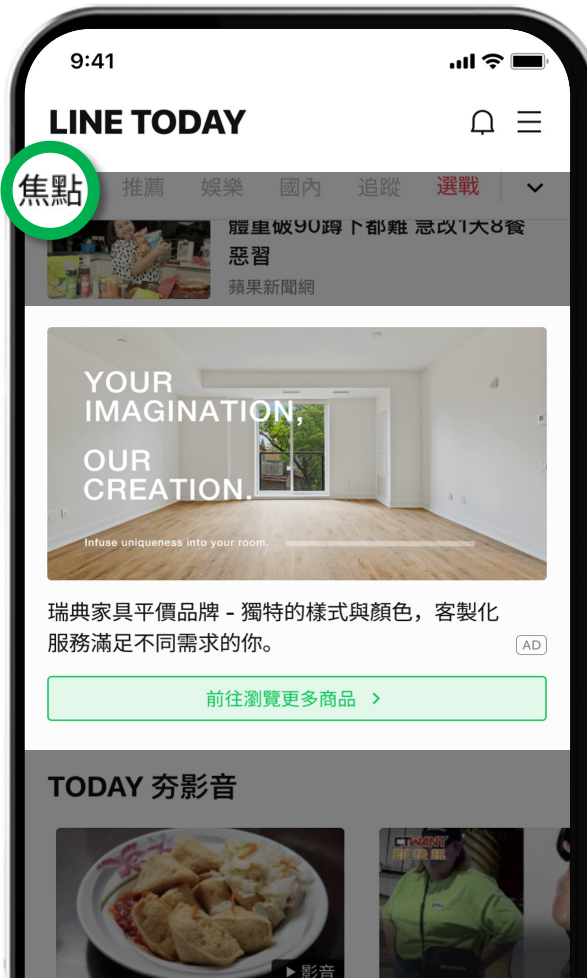 9:41
LINE TODAY
焦點 推薦 娛樂 國內 追蹤 選戰
體重破90蹲下都難 急改1天8餐
惡習
蘋果新聞網
YOUR
IMAGINATION,
OUR
CREATION.
Infuse uniqueness into your room.
瑞典家具平價品牌 - 獨特的樣式與顏色，客製化
服務滿足不同需求的你。
AD
前往瀏覽更多商品 >
TODAY 夯影音
CTWANT
影音